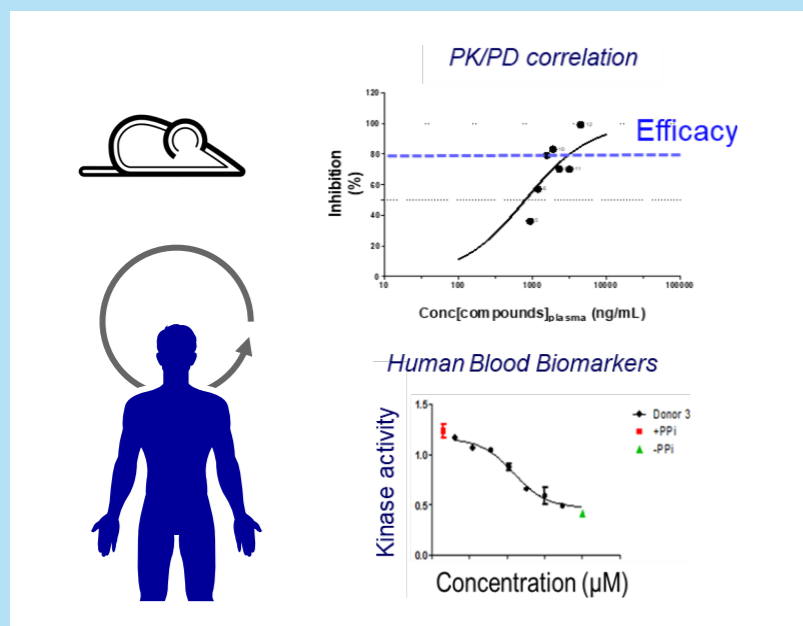 PK/PD correlation
120
100
80
60
40
20
0
Efficacy
Inhibition
(%)
10
100
1000
10000
100000
Conc[compounds]plasma (ng/mL)
Human Blood Biomarkers
1.5
1.0
0.5
0.0
Kinase activity
Donor 3
+PPi
-PPi
Concentration (µM)